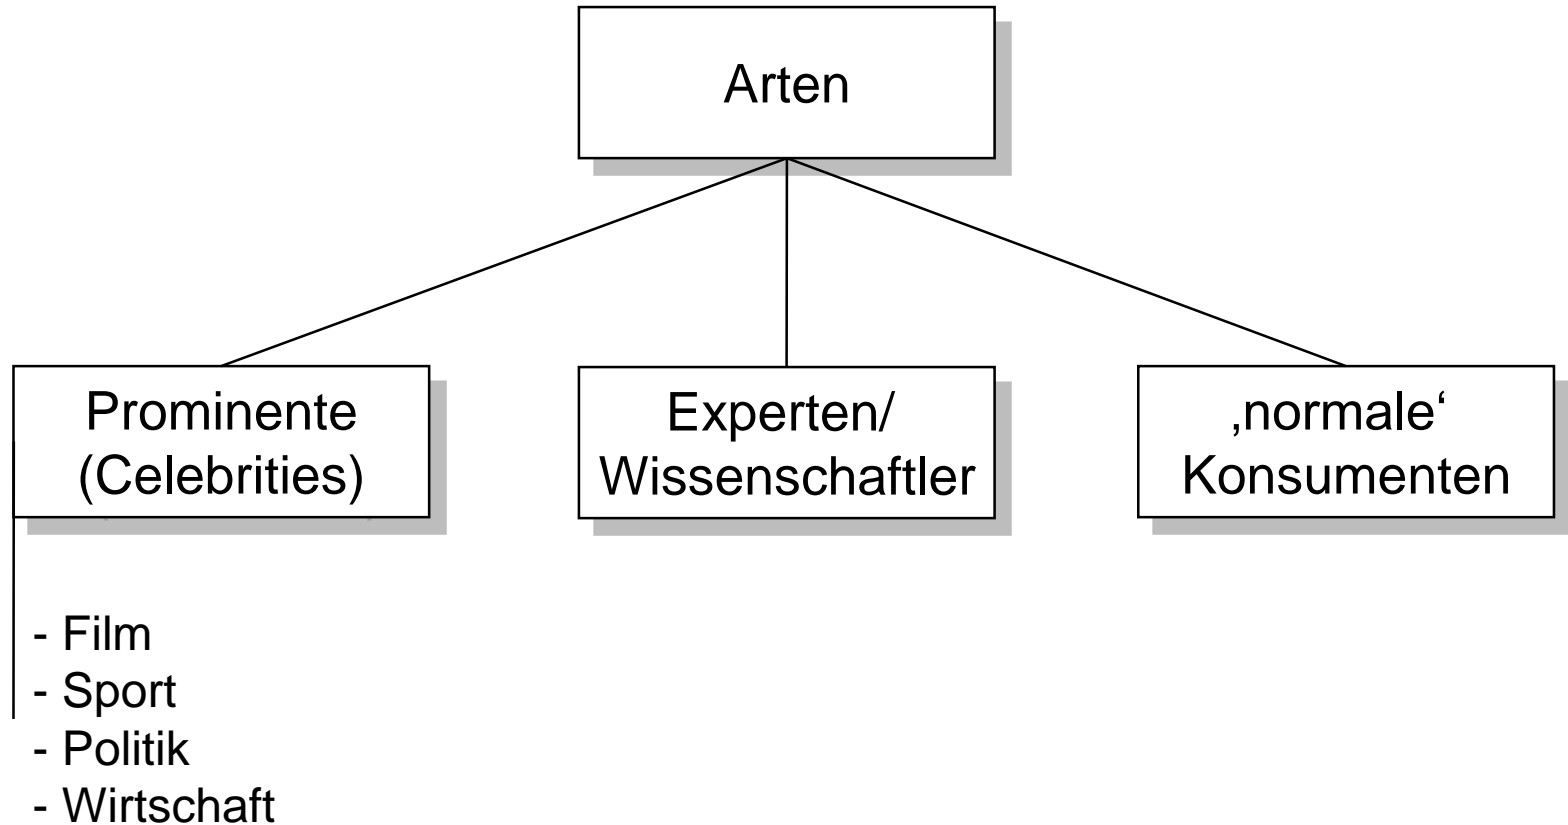 Arten
Prominente
(Celebrities)
Experten/
Wissenschaftler
‚normale‘
Konsumenten
- Film
- Sport
- Politik
- Wirtschaft